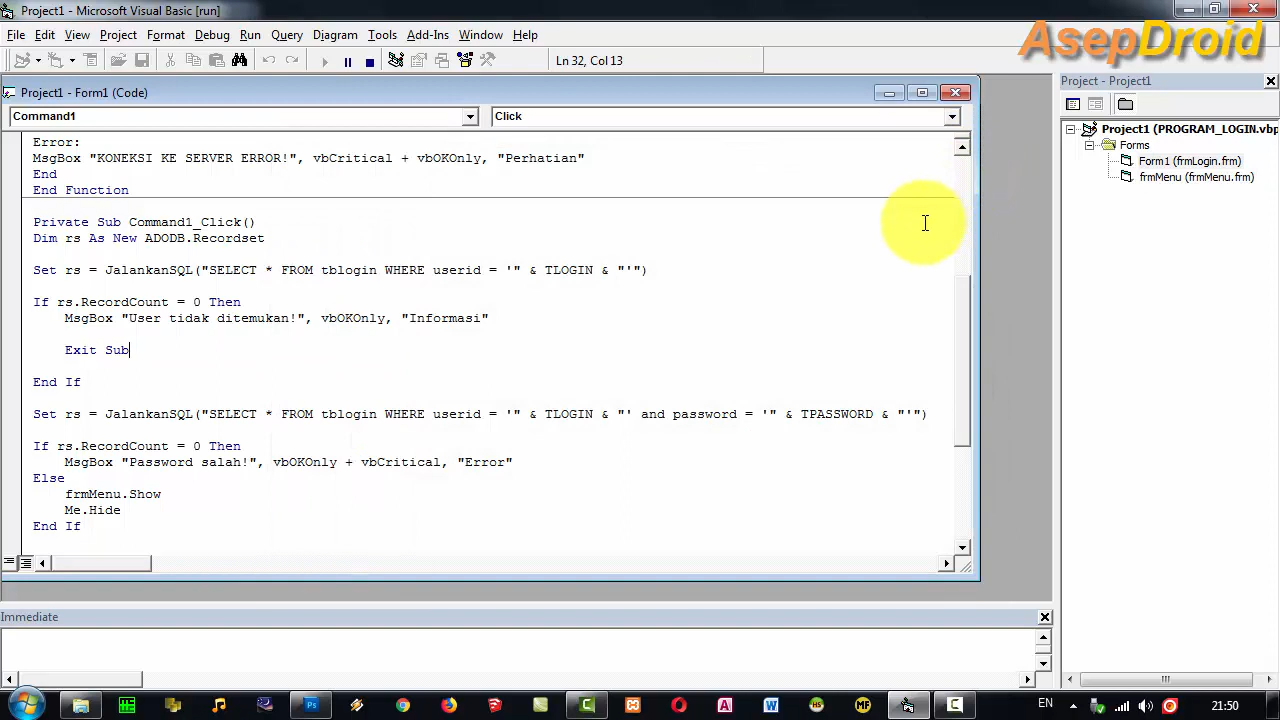 Project1 - Microsoft Visual Basic [run]
AsepDroid
File Edit View Project Format Debug Run Query Diagram Tools Add-Ins Window Help
Ln 32, Col 13
Project1 - Form1 (Code)
Command1 Click
Error:
MsgBox "KONEKSI KE SERVER ERROR!", vbCritical + vbOKOnly, "Perhatian"
End
End Function
Private Sub Command1_Click()
Dim rs As New ADODB.Recordset
Set rs = JalankanSQL("SELECT * FROM tblogin WHERE userid = '" & TLOGIN & "'")
If rs.RecordCount = 0 Then
MsgBox "User tidak ditemukan!", vbOKOnly, "Informasi"
Exit Sub
End If
Set rs = JalankanSQL("SELECT * FROM tblogin WHERE userid = '" & TLOGIN & "' and password = '" & TPASSWORD & "'")
If rs.RecordCount = 0 Then
MsgBox "Password salah!", vbOKOnly + vbCritical, "Error"
Else
frmMenu.Show
Me.Hide
End If
Project - Project1
Project1 (PROGRAM_LOGIN.vbp
Forms
Form1 (frmLogin.frm)
frmMenu (frmMenu.frm)
Immediate
EN 21:50